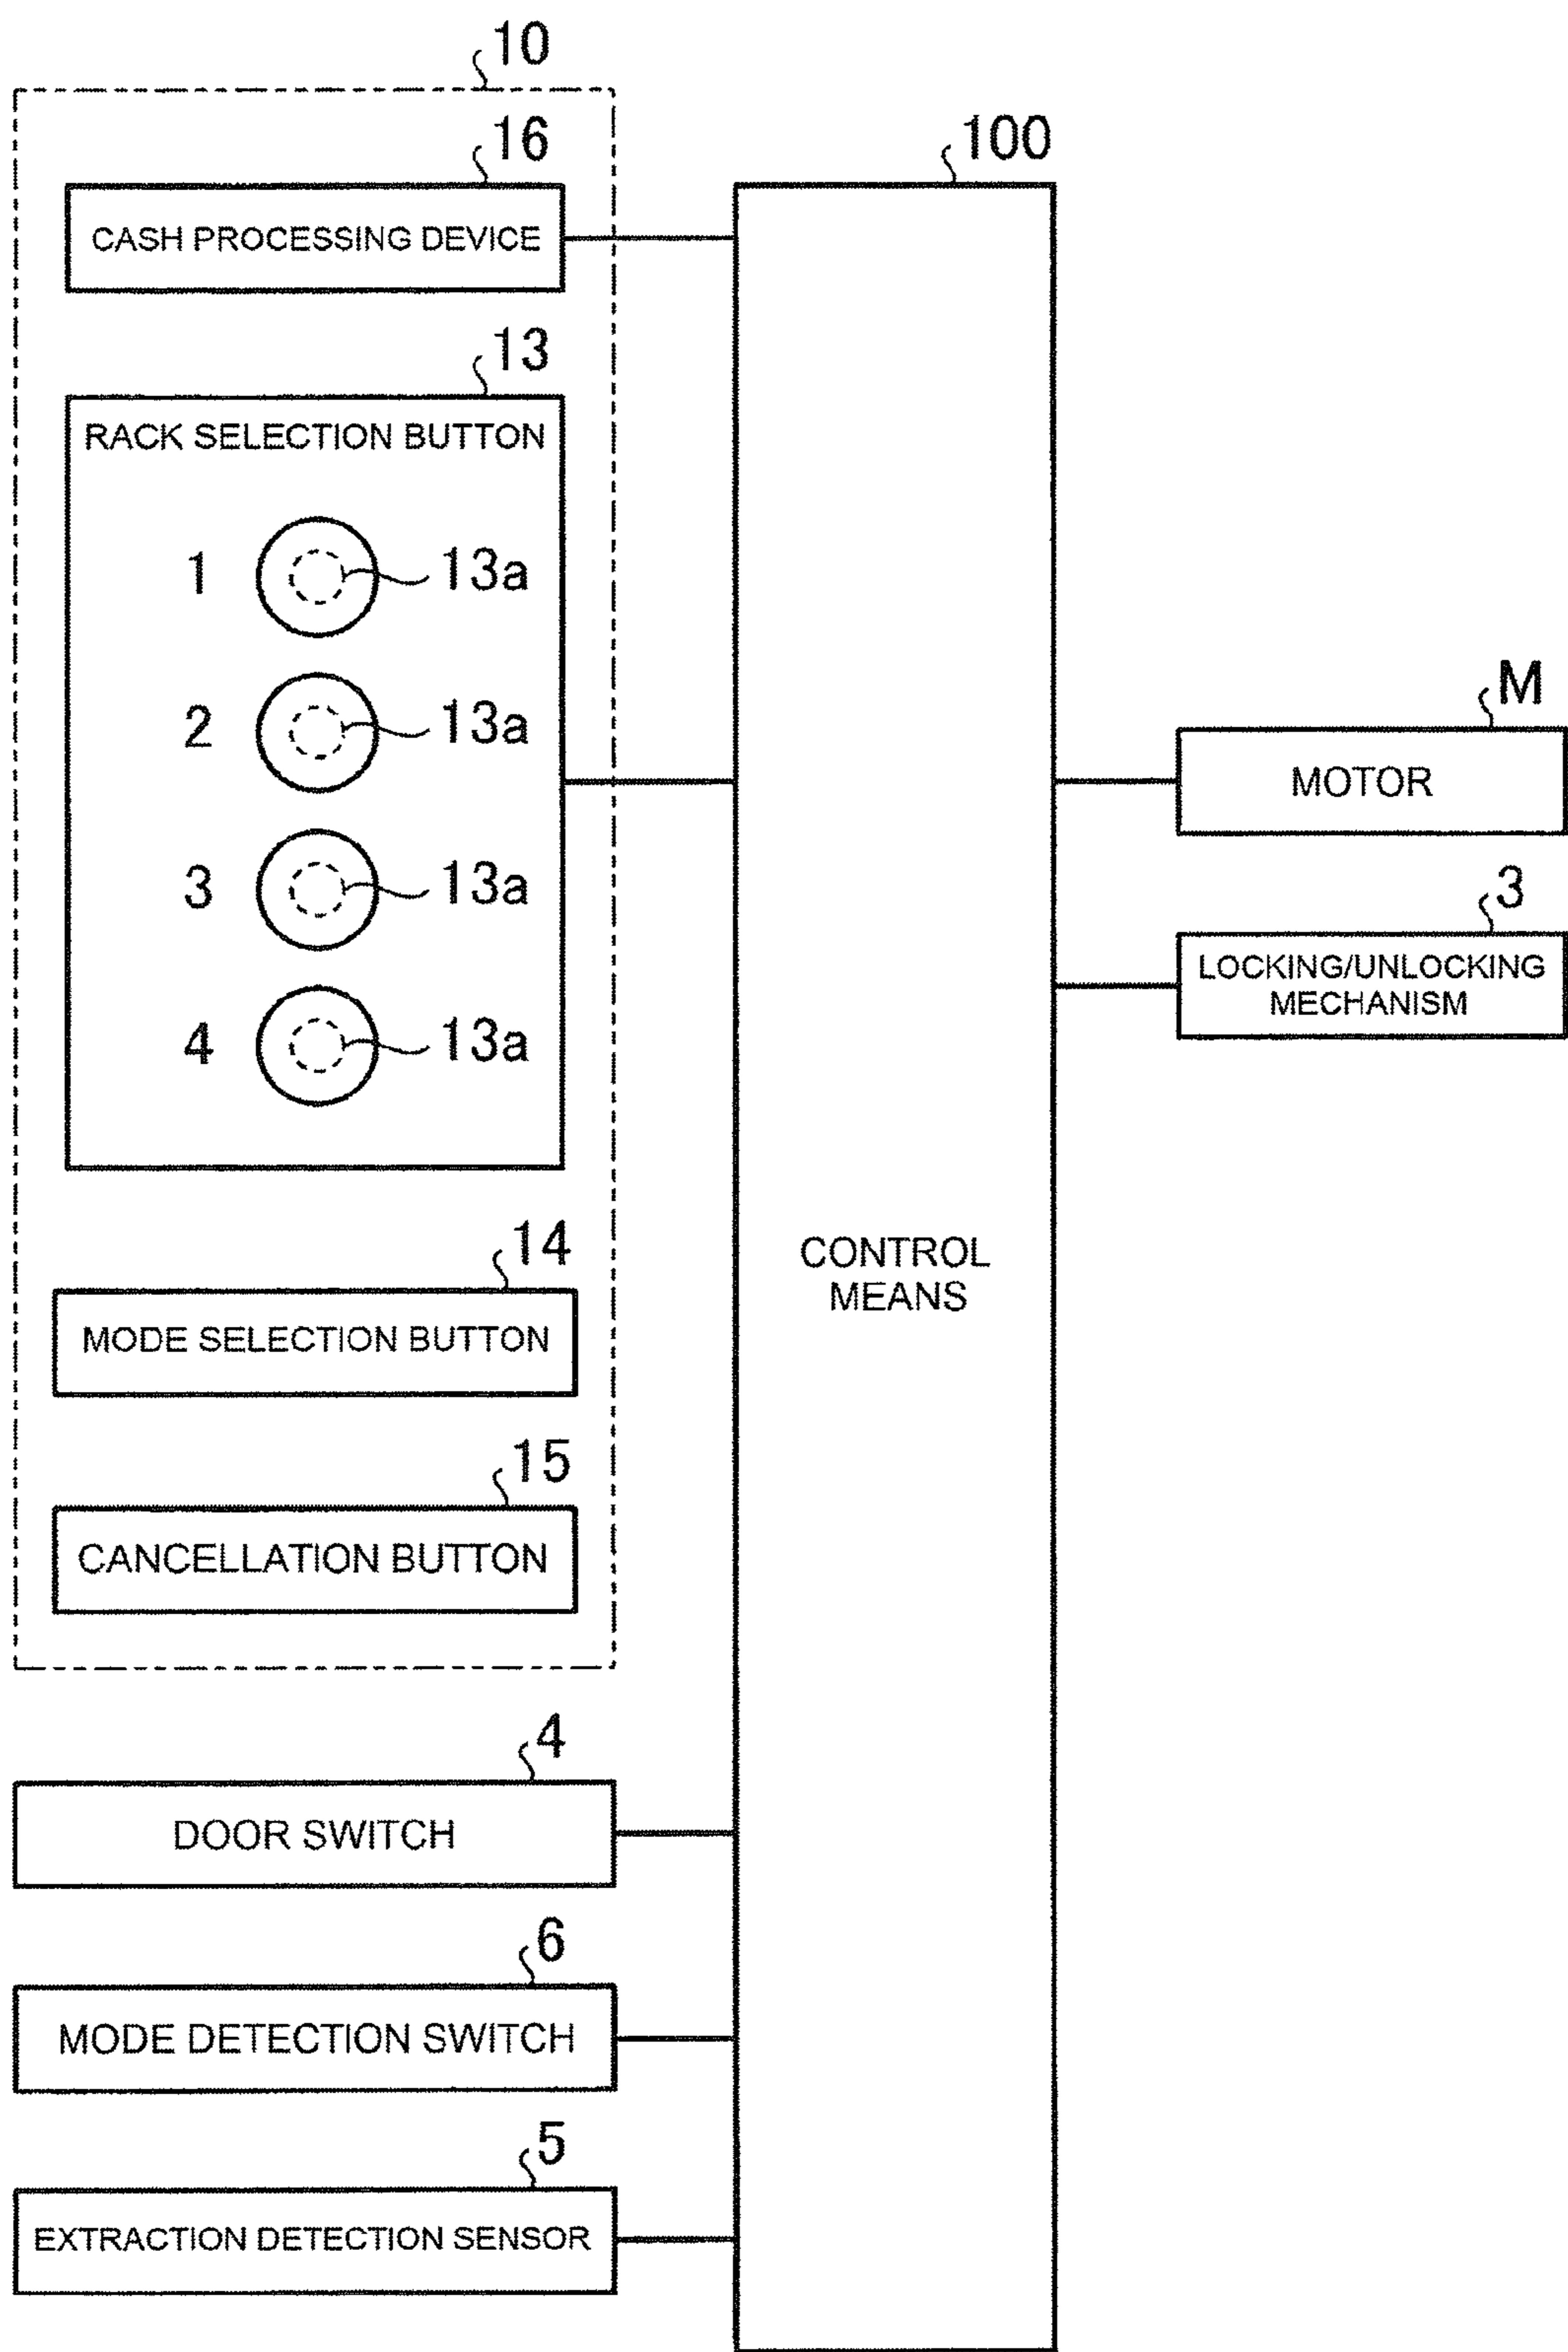 10
16
CASH PROCESSING DEVICE
13
RACK SELECTION BUTTON
1 13a
2 13a
3 13a
4 13a
14
MODE SELECTION BUTTON
15
CANCELLATION BUTTON
4
DOOR SWITCH
6
MODE DETECTION SWITCH
5
EXTRACTION DETECTION SENSOR
100
CONTROL
MEANS
M
MOTOR
3
LOCKING/UNLOCKING
MECHANISM